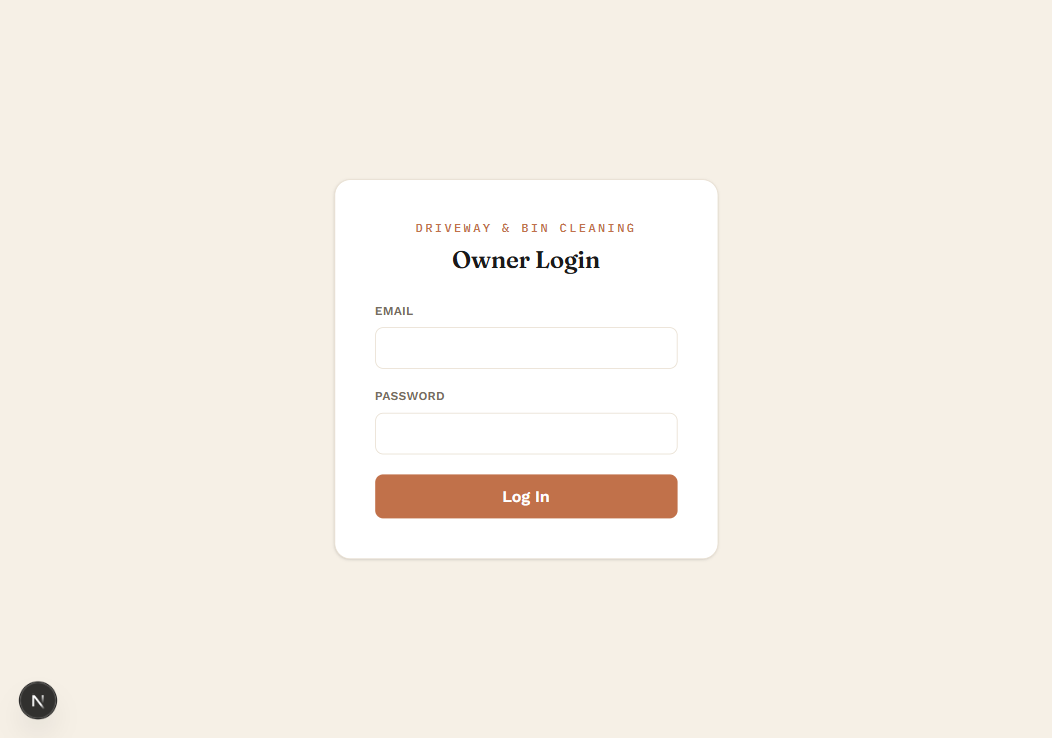 DRIVEWAY & BIN CLEANING
Owner Login
EMAIL
PASSWORD
Log In
N